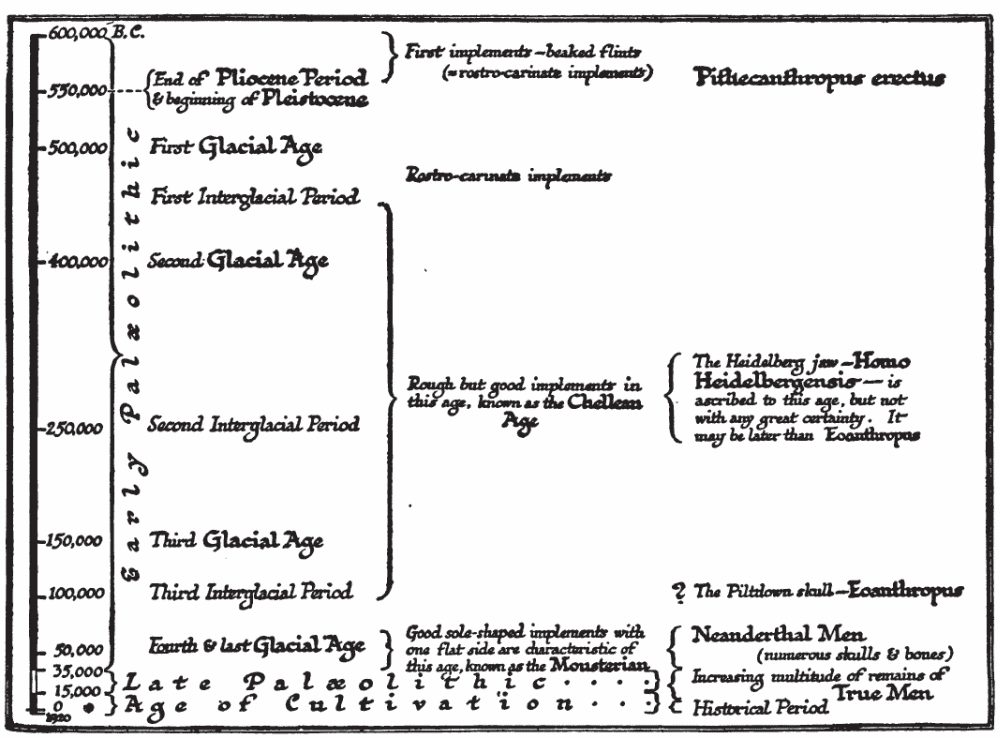 600,000 B.C.
550,000
500,000
400,000
250,000
150,000
100,000
50,000
35,000
15,000
0
1920
Early Palæolithic
End of Pliocene Period
& beginning of Pleistocene
First Glacial Age
First Interglacial Period
Second Glacial Age
Second Interglacial Period
Third Glacial Age
Third Interglacial Period
Fourth & last Glacial Age
Late Palæolithic . . . .
Age of Cultivation . . .
First implements - beaked flints
(= rostro-carinate implements)
Rostro-carinate implements
Rough but good implements in
this age, known as the Chellean
Age
Good sole-shaped implements with
one flat side are characteristic of
this age, known as the Mousterian
Pithecanthropus erectus
The Heidelberg jaw - Homo
Heidelbergensis — is
ascribed to this age, but not
with any great certainty. It
may be later than Eoanthropus
? The Piltdown skull - Eoanthropus
Neanderthal Men
(numerous skulls & bones)
Increasing multitude of remains of
True Men
Historical Period